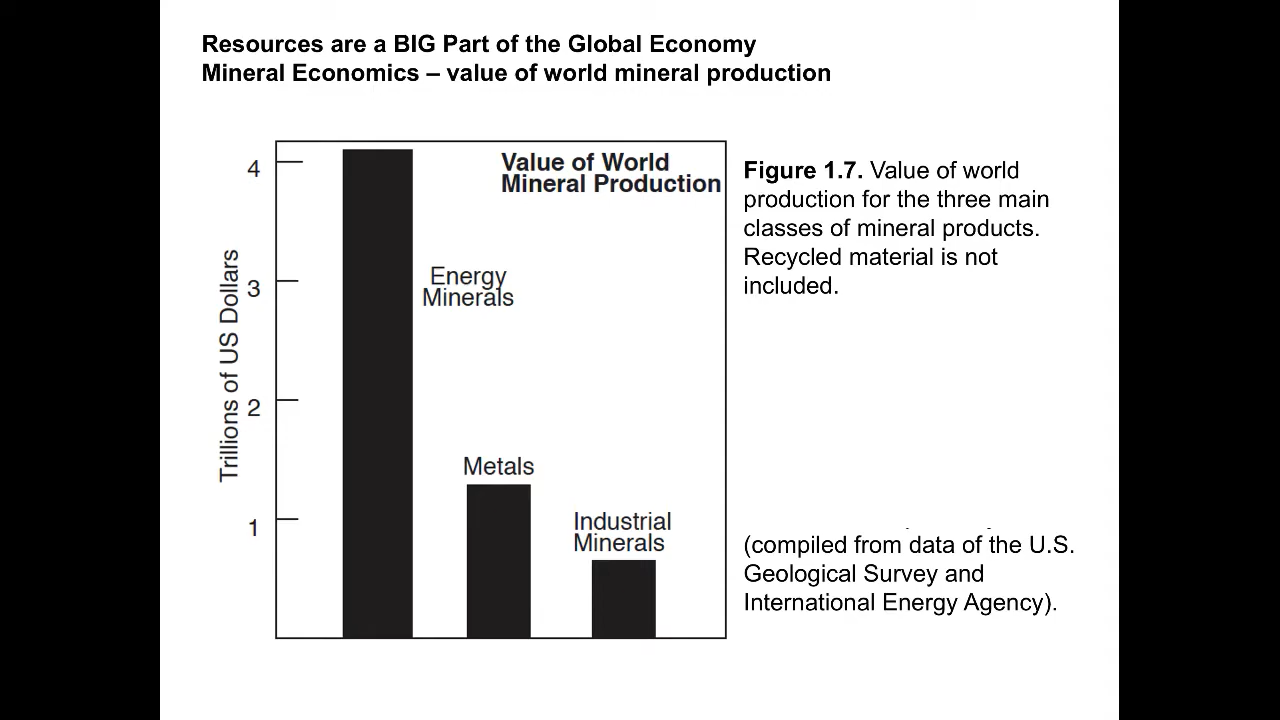 Resources are a BIG Part of the Global Economy
Mineral Economics – value of world mineral production
Value of World
Mineral Production
4
3
2
1
Trillions of US Dollars
Energy
Minerals
Metals
Industrial
Minerals
Figure 1.7. Value of world
production for the three main
classes of mineral products.
Recycled material is not
included.
(compiled from data of the U.S.
Geological Survey and
International Energy Agency).